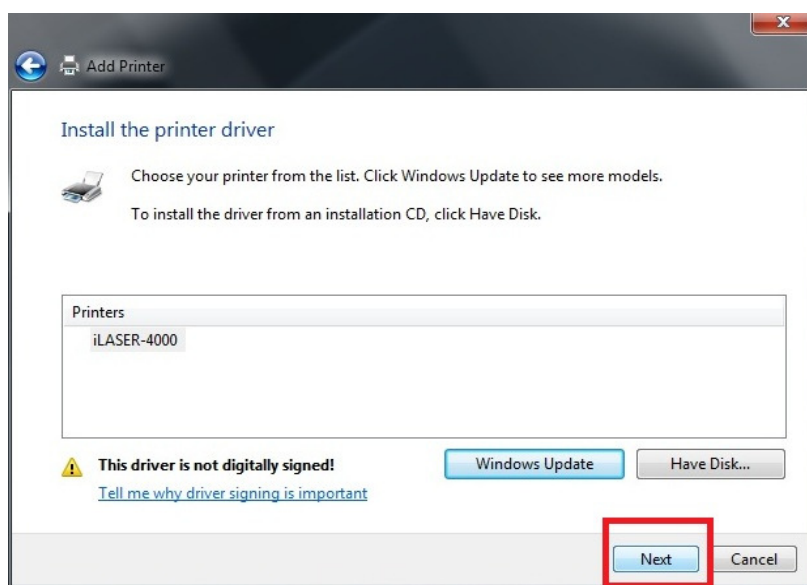 Add Printer
Install the printer driver
Choose your printer from the list. Click Windows Update to see more models.
To install the driver from an installation CD, click Have Disk.
Printers
iLASER-4000
This driver is not digitally signed!
Windows Update
Have Disk...
Tell me why driver signing is important
Next
Cancel